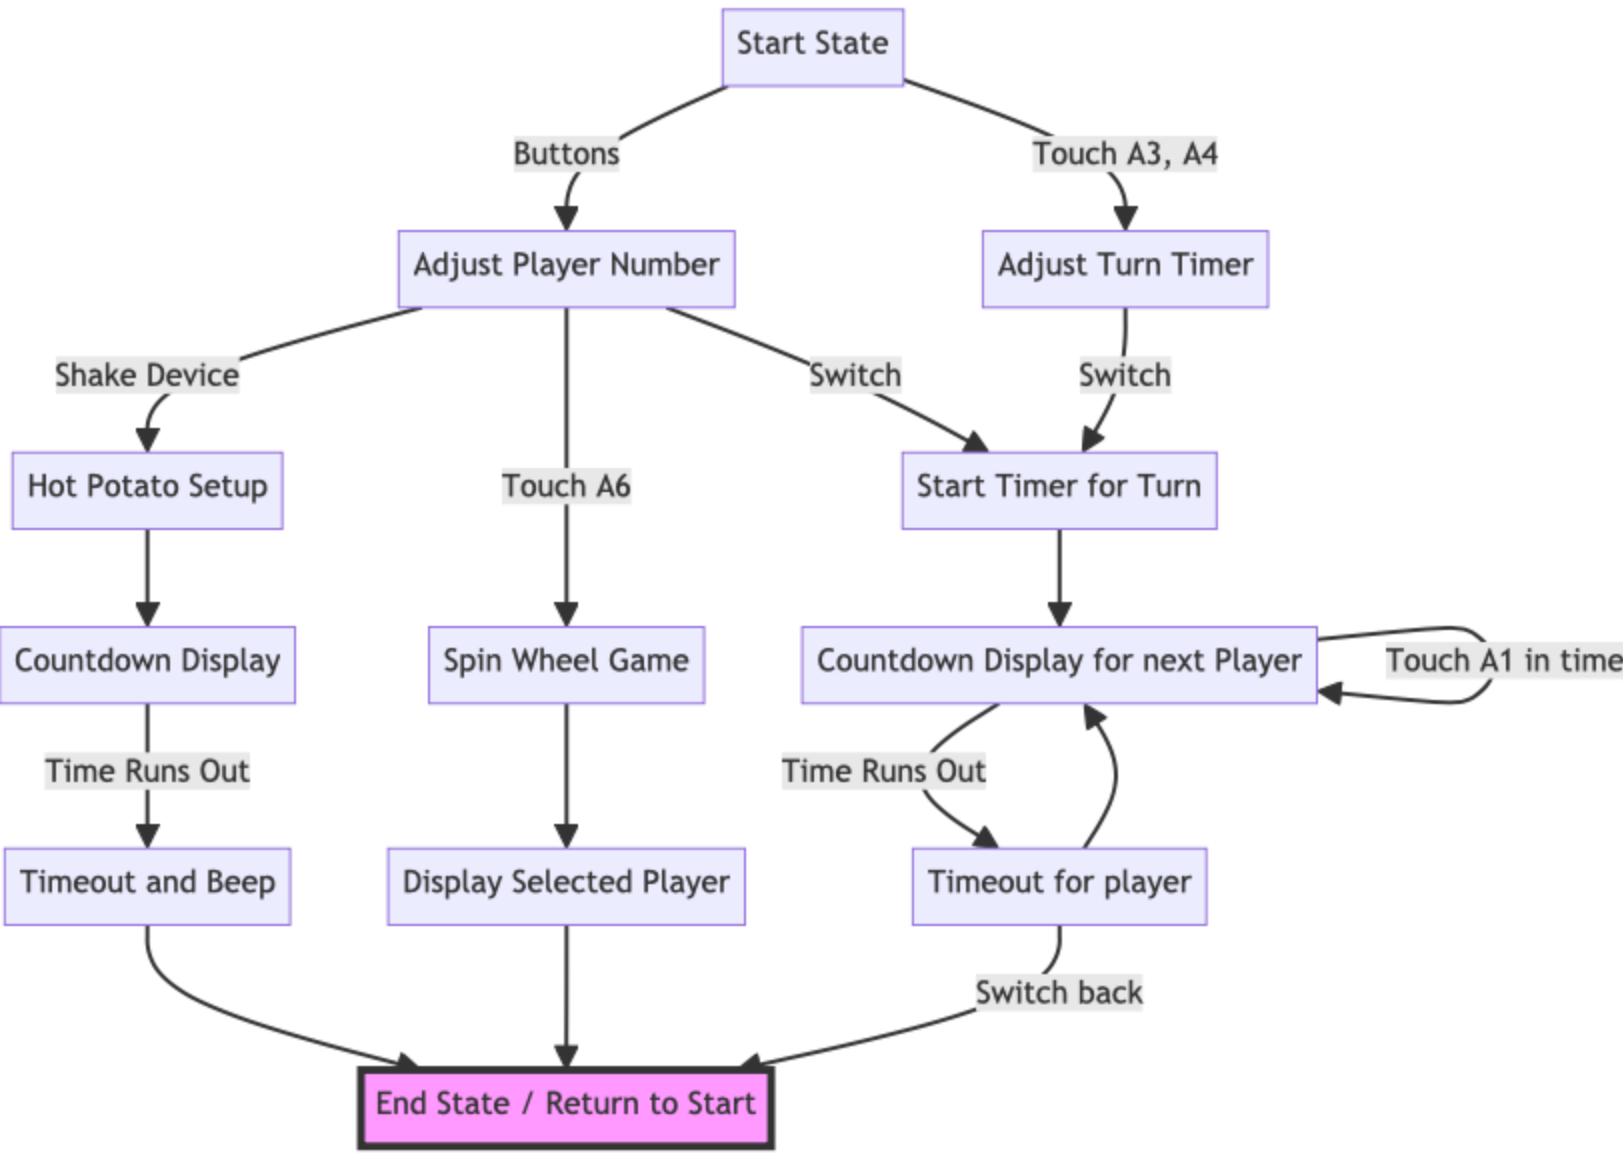 Start State
Buttons
Touch A3, A4
Adjust Player Number
Adjust Turn Timer
Shake Device
Switch
Switch
Hot Potato Setup
Touch A6
Start Timer for Turn
Countdown Display
Spin Wheel Game
Countdown Display for next Player
Touch A1 in time
Time Runs Out
Time Runs Out
Timeout and Beep
Display Selected Player
Timeout for player
Switch back
End State / Return to Start